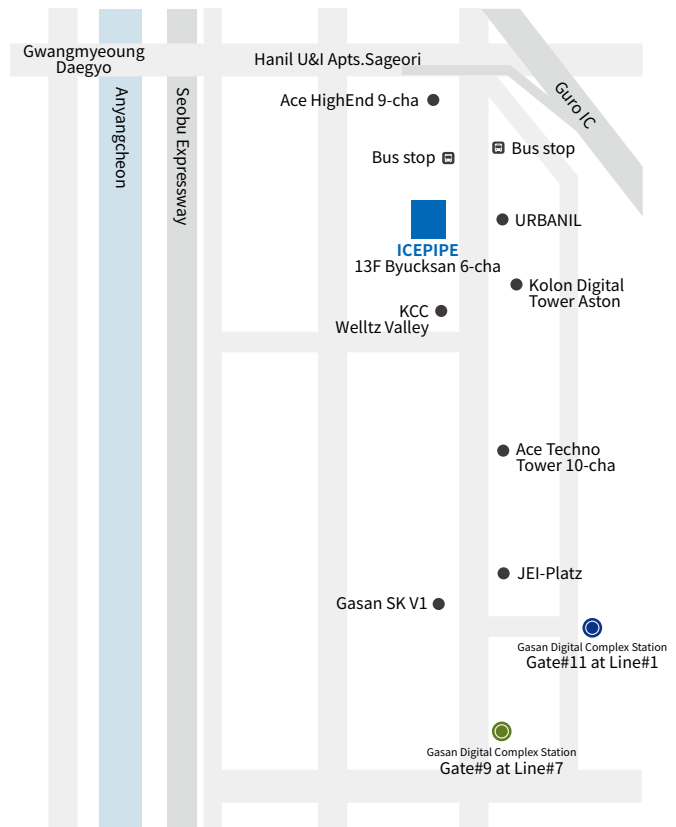 Gwangmyeoung
Daegyo
Hanil U&I Apts.Sageori
Anyangcheon
Seobu Expressway
Guro IC
Ace HighEnd 9-cha
Bus stop
Bus stop
URBANIL
ICEPIPE
13F Byucksan 6-cha
Kolon Digital
Tower Aston
KCC
Welltz Valley
Ace Techno
Tower 10-cha
JEI-Platz
Gasan SK V1
Gasan Digital Complex Station
Gate#11 at Line#1
Gasan Digital Complex Station
Gate#9 at Line#7